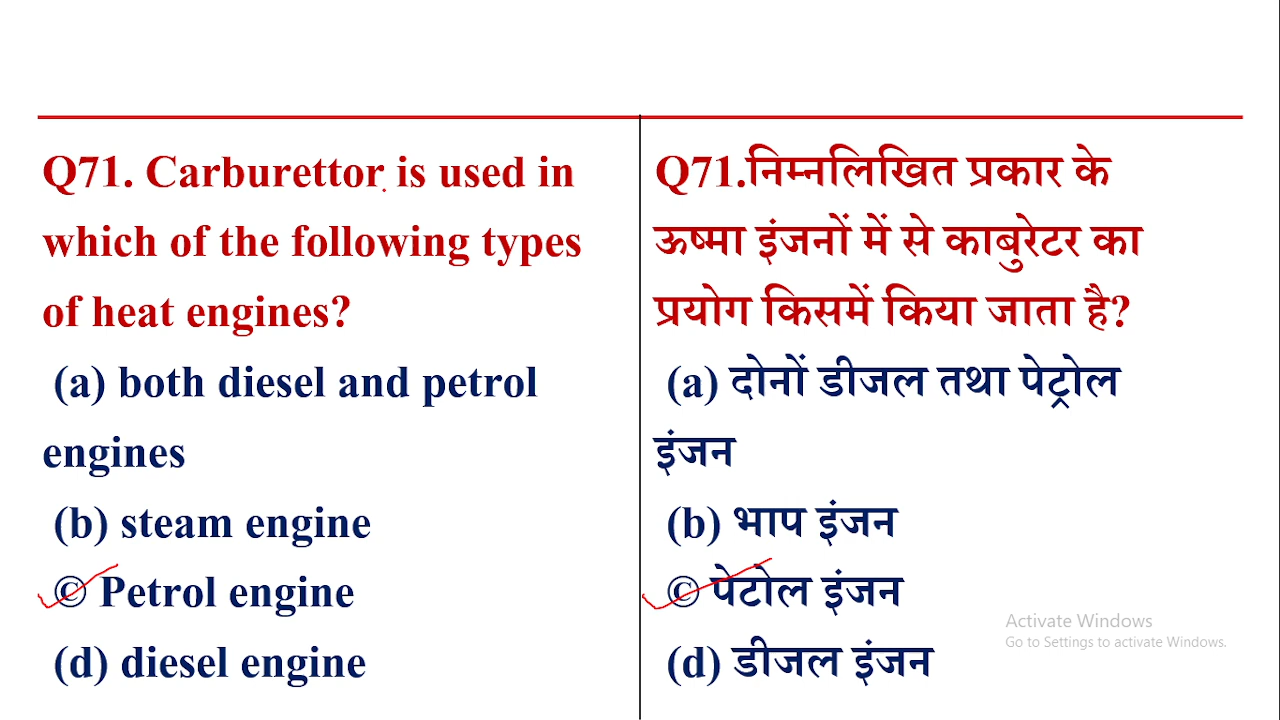 Q71. Carburettor is used in
which of the following types
of heat engines?
(a) both diesel and petrol
engines
(b) steam engine
© Petrol engine
(d) diesel engine
Q71.निम्नलिखित प्रकार के
ऊष्मा इंजनों में से काबुरेटर का
प्रयोग किसमें किया जाता है?
(a) दोनों डीजल तथा पेट्रोल
इंजन
(b) भाप इंजन
© पेटोल इंजन
(d) डीजल इंजन
Activate Windows
Go to Settings to activate Windows.